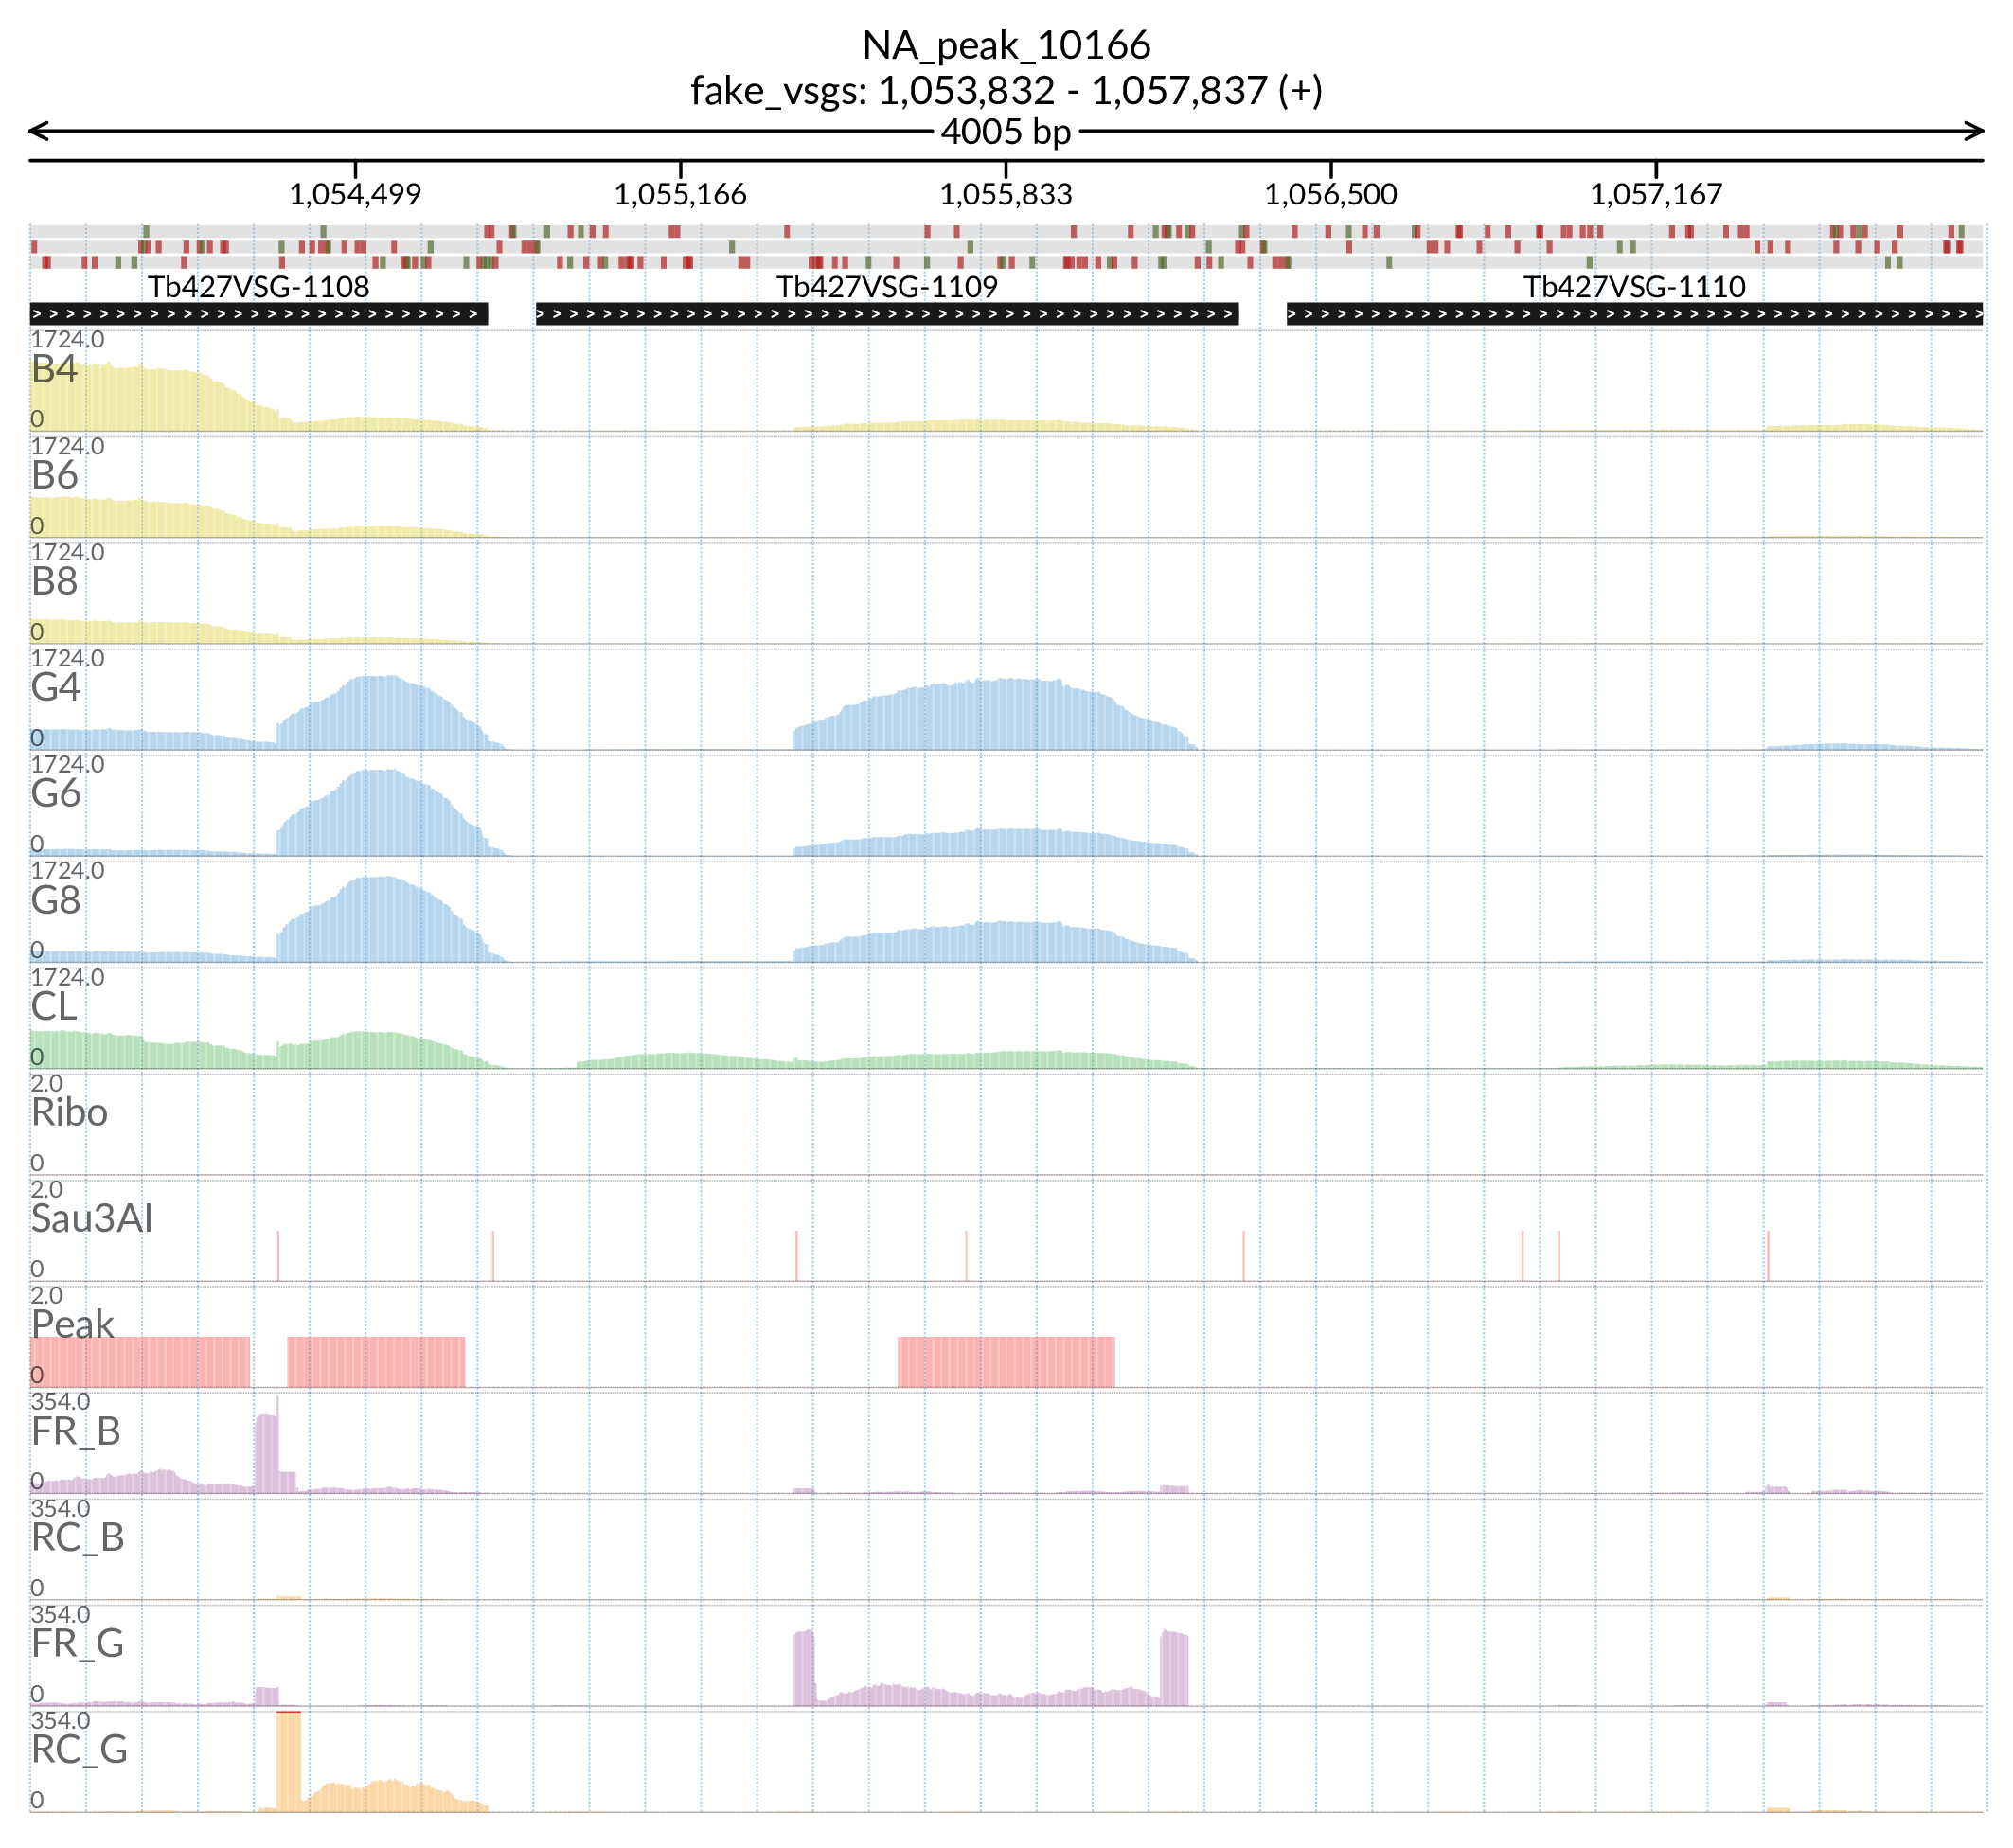 NA_peak_10166
fake_vsgs: 1,053,832 - 1,057,837 (+)
4005 bp
1,054,499 1,055,166 1,055,833 1,056,500 1,057,167
Tb427VSG-1108 Tb427VSG-1109 Tb427VSG-1110
1724.0
B4
0
1724.0
B6
0
1724.0
B8
0
1724.0
G4
0
1724.0
G6
0
1724.0
G8
0
1724.0
CL
0
2.0
Ribo
0
2.0
Sau3AI
0
2.0
Peak
0
354.0
FR_B
0
354.0
RC_B
0
354.0
FR_G
0
354.0
RC_G
0